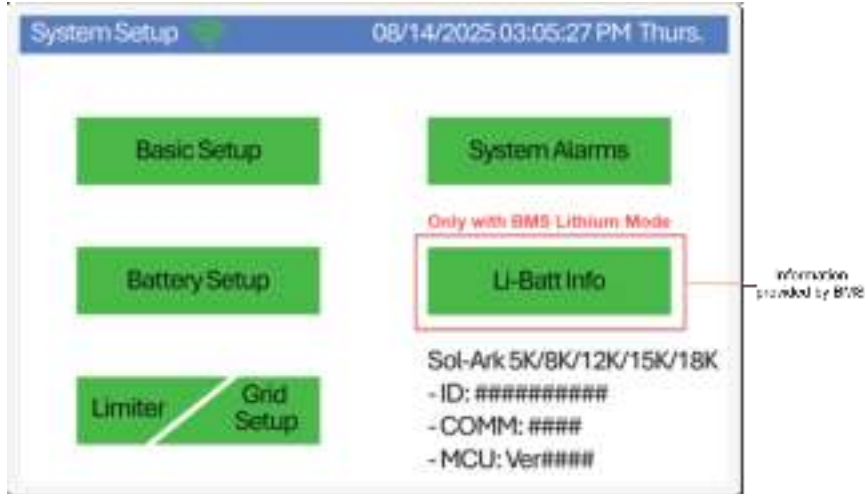 System Setup
08/14/2025 03:05:27 PM Thurs.
Basic Setup
System Alarms
Only with BMS Lithium Mode
Battery Setup
Li-Batt Info
Information
provided by BMS
Limiter
Grid
Setup
Sol-Ark 5K/8K/12K/15K/18K
- ID: ##########
- COMM: ####
- MCU: Ver####